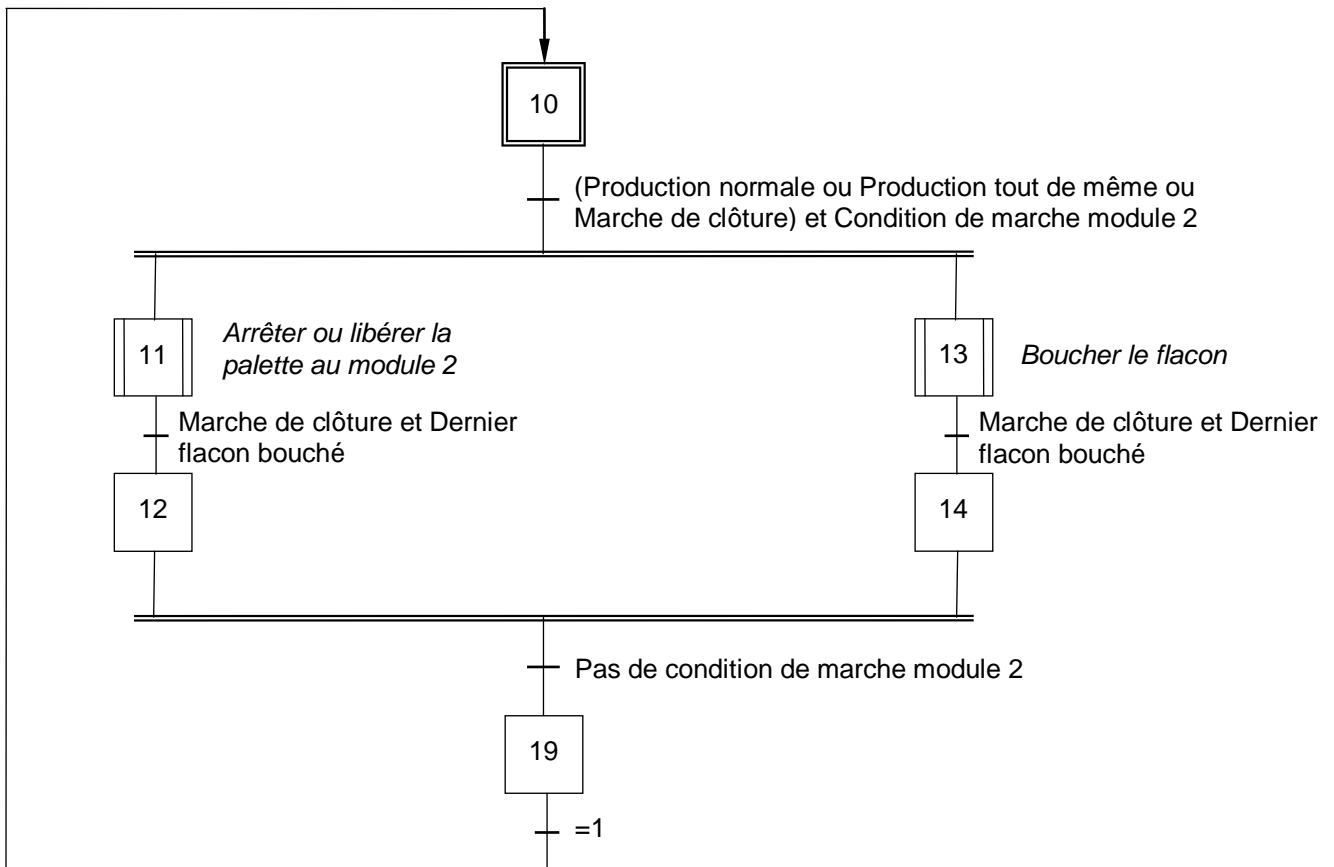 10
(Production normale ou Production tout de même ou
Marche de clôture) et Condition de marche module 2
11
Arrêter ou libérer la
palette au module 2
13
Boucher le flacon
Marche de clôture et Dernier
flacon bouché
Marche de clôture et Dernier
flacon bouché
12
14
Pas de condition de marche module 2
19
=1